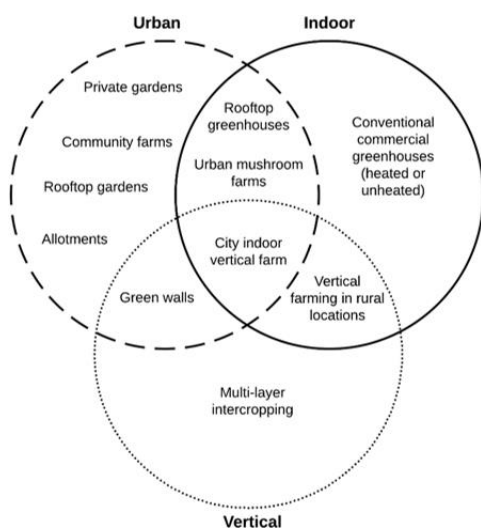 Urban
Indoor
Private gardens
Community farms
Rooftop gardens
Allotments
Rooftop
greenhouses
Urban mushroom
farms
Conventional
commercial
greenhouses
(heated or
unheated)
City indoor
vertical farm
Green walls
Vertical
farming in rural
locations
Multi-layer
intercropping
Vertical